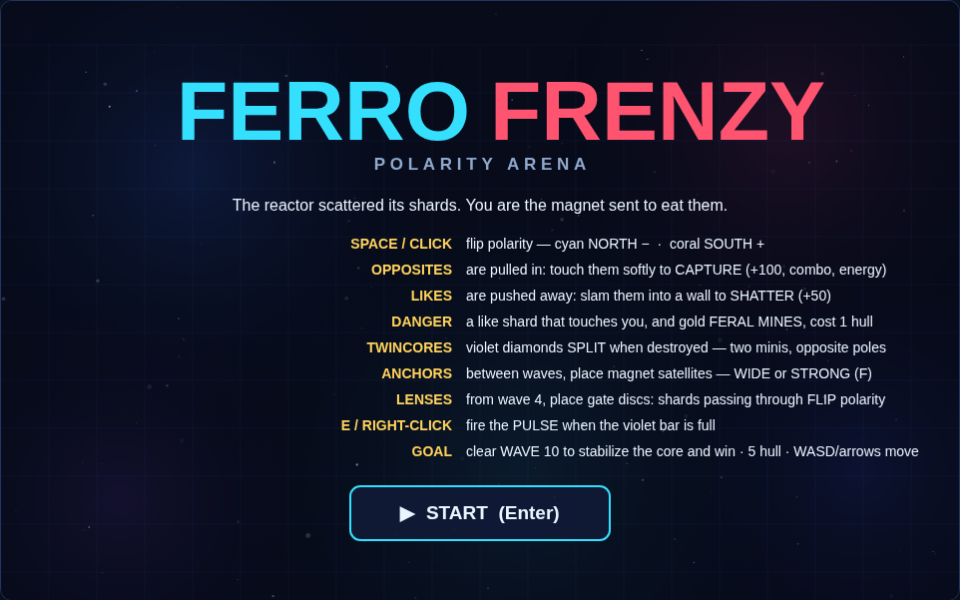 FERRO FRENZY
POLARITY ARENA
The reactor scattered its shards. You are the magnet sent to eat them.
SPACE / CLICK flip polarity — cyan NORTH − · coral SOUTH +
OPPOSITES are pulled in: touch them softly to CAPTURE (+100, combo, energy)
LIKES are pushed away: slam them into a wall to SHATTER (+50)
DANGER a like shard that touches you, and gold FERAL MINES, cost 1 hull
TWINCORES violet diamonds SPLIT when destroyed — two minis, opposite poles
ANCHORS between waves, place magnet satellites — WIDE or STRONG (F)
LENSES from wave 4, place gate discs: shards passing through FLIP polarity
E / RIGHT-CLICK fire the PULSE when the violet bar is full
GOAL clear WAVE 10 to stabilize the core and win · 5 hull · WASD/arrows move
▶ START (Enter)